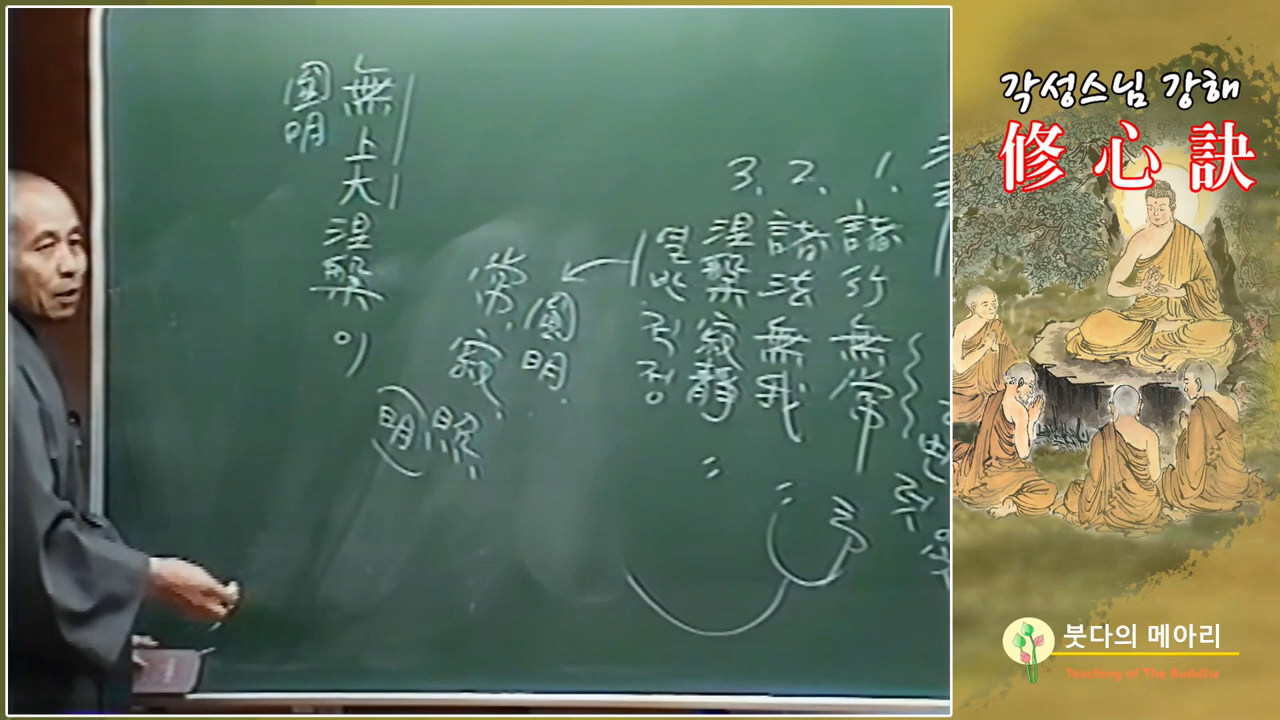 1. 諸行無常
2. 諸法無我
3. 涅槃寂靜
열반적정
圓明
常.寂.照.
明
無上大涅槃이
圓明
각성스님 강해
修心訣
붓다의 메아리
Teaching of The Buddha